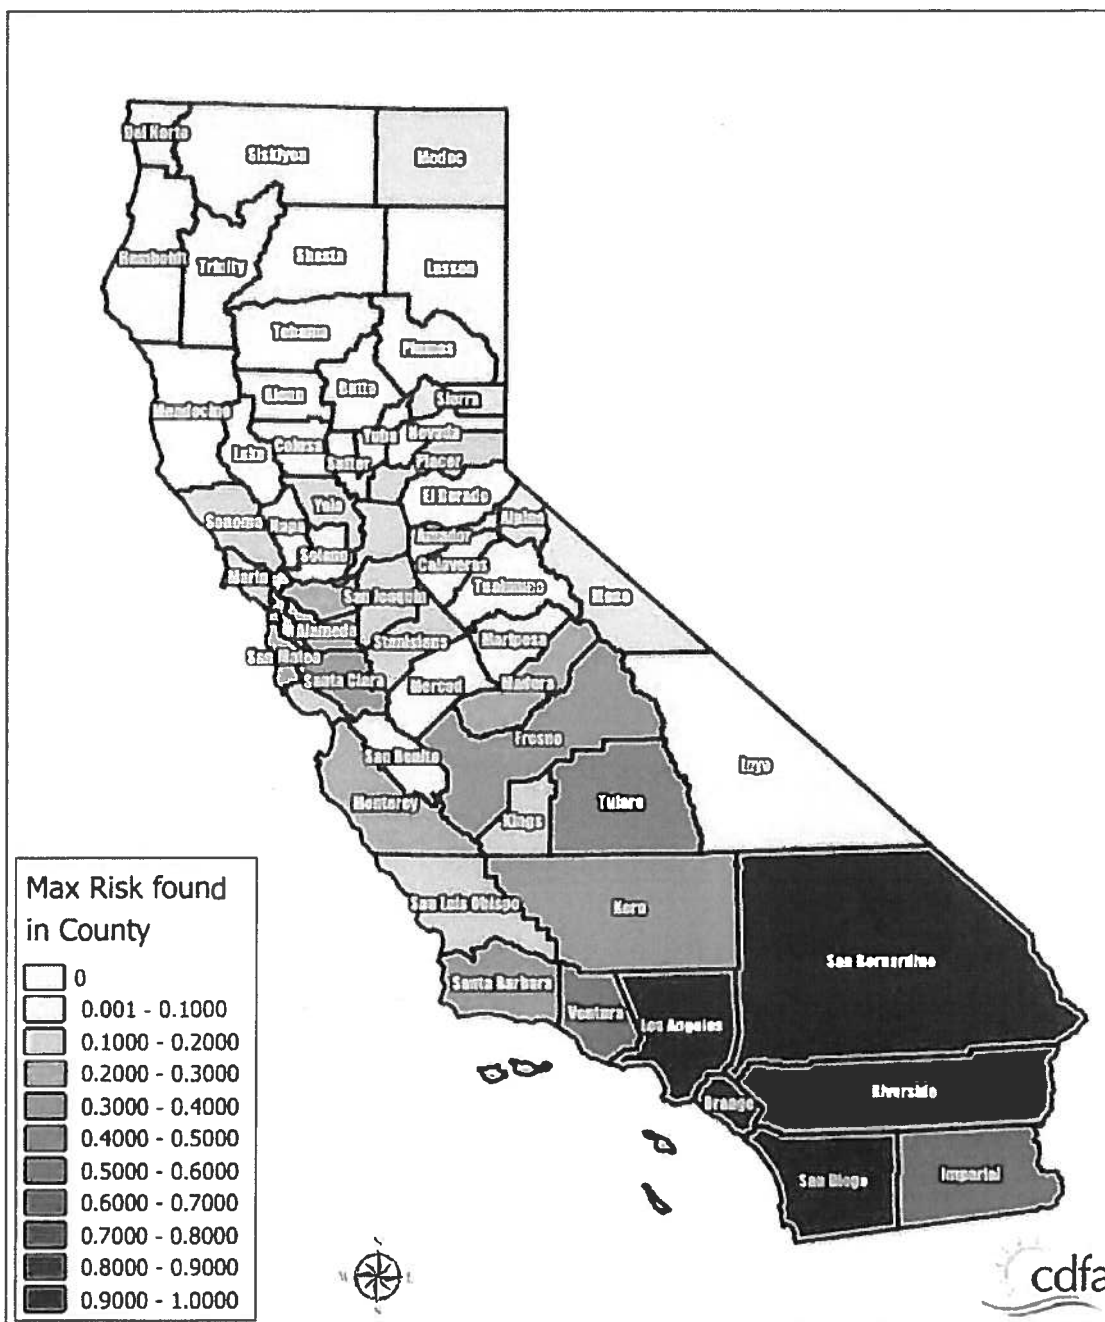 Del Norte
Siskiyou
Modoc
Humboldt
Trinity
Shasta
Lassen
Tehama
Plumas
Mendocino
Glenn
Butte
Sierra
Lake
Colusa
Sutter
Yuba
Nevada
Placer
Sonoma
Napa
Yolo
El Dorado
Solano
Amador
Alpine
Marin
Calaveras
San Joaquin
Tuolumne
Mono
Alameda
Stanislaus
Mariposa
San Mateo
Santa Clara
Merced
Madera
San Benito
Fresno
Inyo
Monterey
Kings
Tulare
San Luis Obispo
Kern
San Bernardino
Santa Barbara
Ventura
Los Angeles
Orange
Riverside
San Diego
Imperial
Max Risk found
in County
0
0.001 - 0.1000
0.1000 - 0.2000
0.2000 - 0.3000
0.3000 - 0.4000
0.4000 - 0.5000
0.5000 - 0.6000
0.6000 - 0.7000
0.7000 - 0.8000
0.8000 - 0.9000
0.9000 - 1.0000
N
W E
S
cdfa